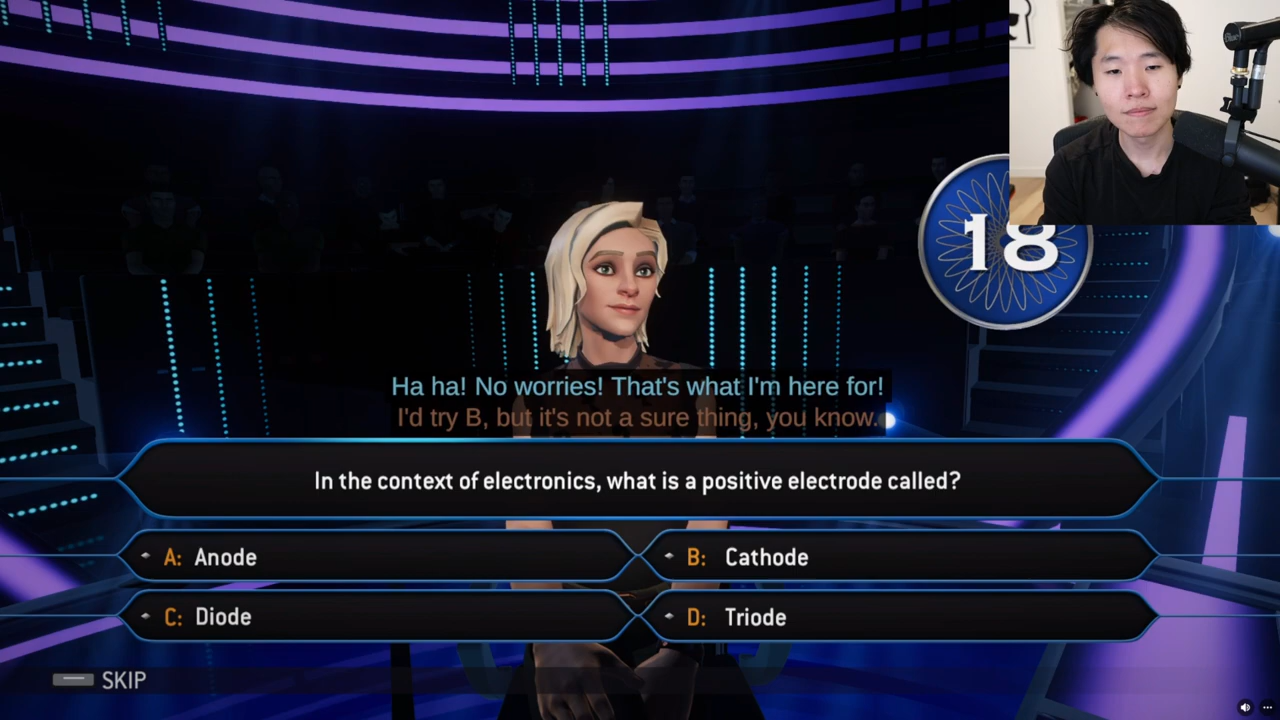 18
Ha ha! No worries! That's what I'm here for!
I'd try B, but it's not a sure thing, you know.
In the context of electronics, what is a positive electrode called?
A: Anode
B: Cathode
C: Diode
D: Triode
SKIP